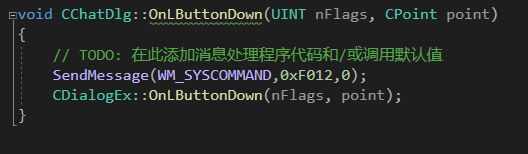 void CChatDlg::OnLButtonDown(UINT nFlags, CPoint point)
{
// TODO: 在此添加消息处理程序代码和/或调用默认值
SendMessage(WM_SYSCOMMAND,0xF012,0);
CDialogEx::OnLButtonDown(nFlags, point);
}